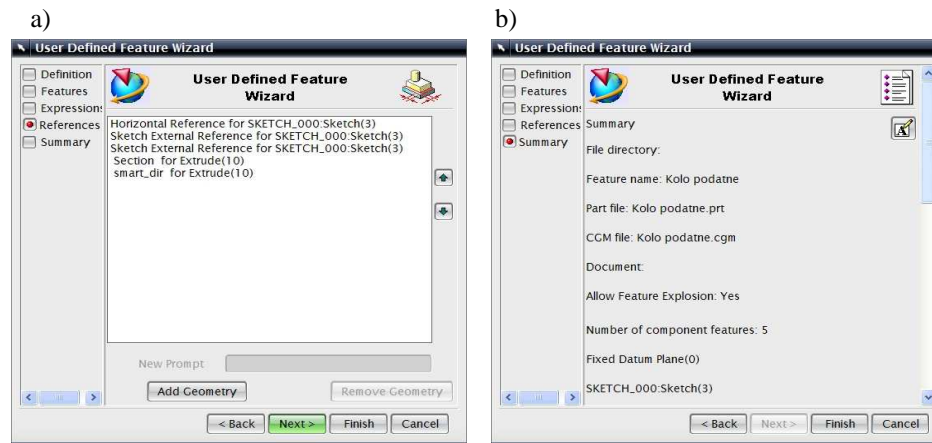 a)
User Defined Feature Wizard
Definition
Features
Expressions
References
Summary
User Defined Feature
Wizard
Horizontal Reference for SKETCH_000:Sketch(3)
Sketch External Reference for SKETCH_000:Sketch(3)
Sketch External Reference for SKETCH_000:Sketch(3)
Section for Extrude(10)
smart_dir for Extrude(10)
New Prompt
Add Geometry
Remove Geometry
< Back
Next >
Finish
Cancel
b)
User Defined Feature Wizard
Definition
Features
Expressions
References
Summary
User Defined Feature
Wizard
Summary
File directory:
Feature name: Kolo podatne
Part file: Kolo podatne.prt
CGM file: Kolo podatne.cgm
Document:
Allow Feature Explosion: Yes
Number of component features: 5
Fixed Datum Plane(0)
SKETCH_000:Sketch(3)
< Back
Next >
Finish
Cancel